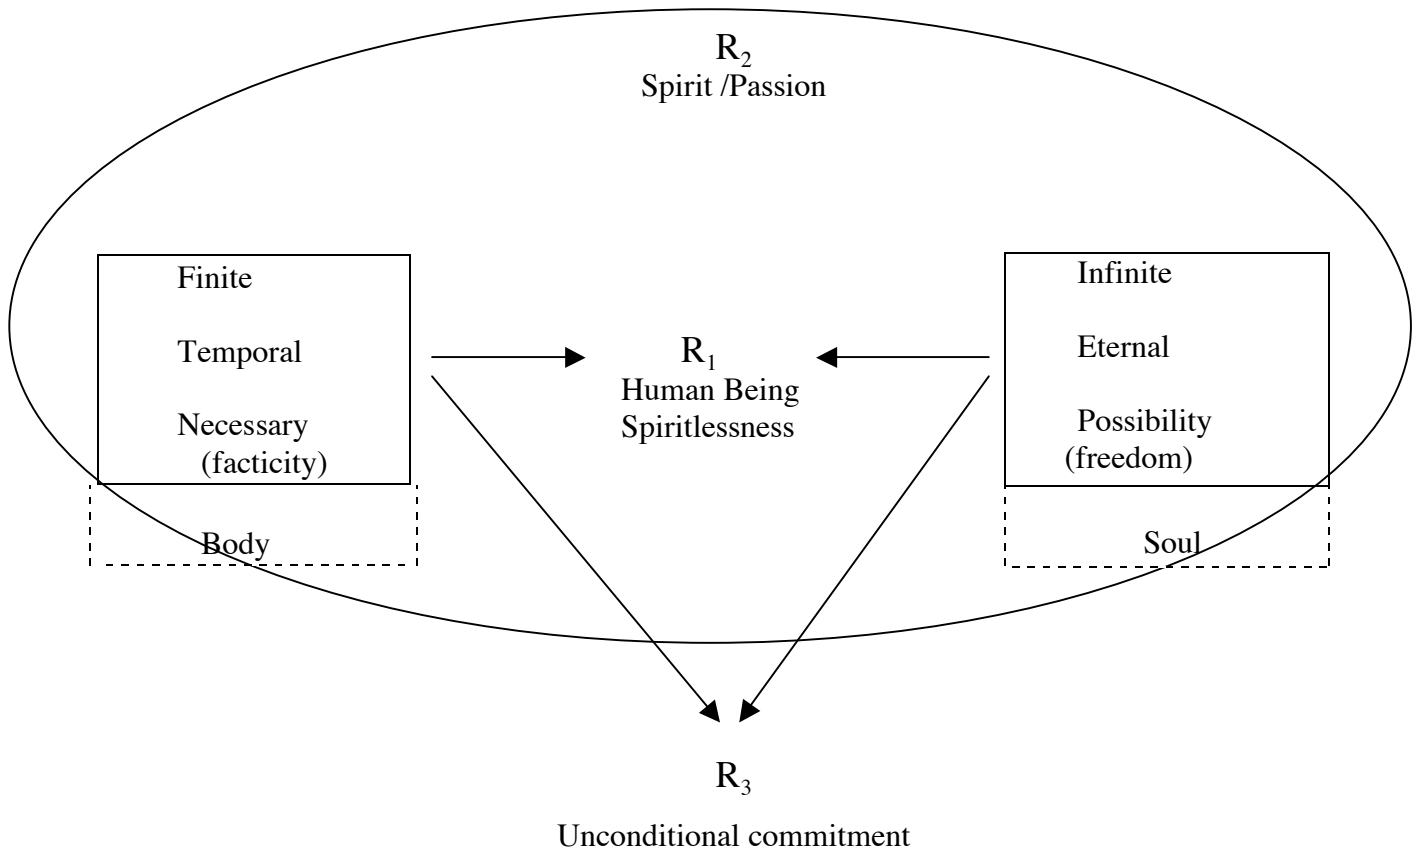 R₂
Spirit /Passion
Finite
Temporal
Necessary
(facticity)
Body
R₁
Human Being
Spiritlessness
Infinite
Eternal
Possibility
(freedom)
Soul
R₃
Unconditional commitment